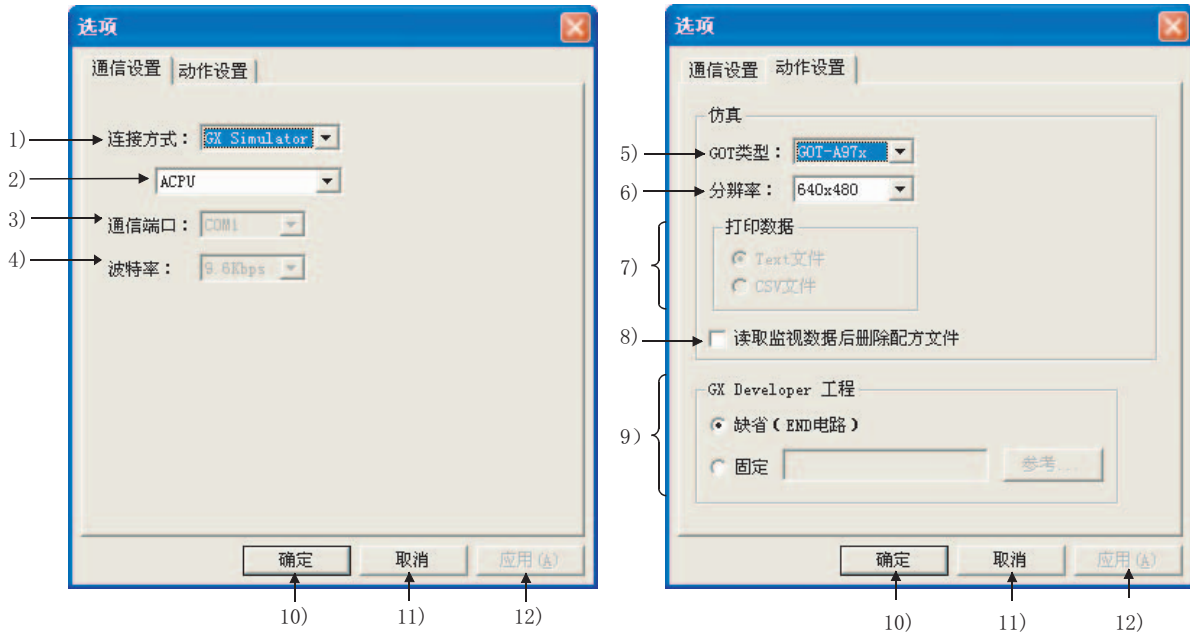 选项
通信设置 动作设置
1) 连接方式： GX Simulator
2) ACPU
3) 通信端口： COM1
4) 波特率： 9.6Kbps
确定 取消 应用(A)
10) 11) 12)
选项
通信设置 动作设置
仿真
5) GOT类型： GOT-A97x
6) 分辨率： 640x480
打印数据
7) Text文件
CSV文件
8) 读取监视数据后删除配方文件
GX Developer 工程
9) 缺省（END电路）
固定 参考...
确定 取消 应用(A)
10) 11) 12)